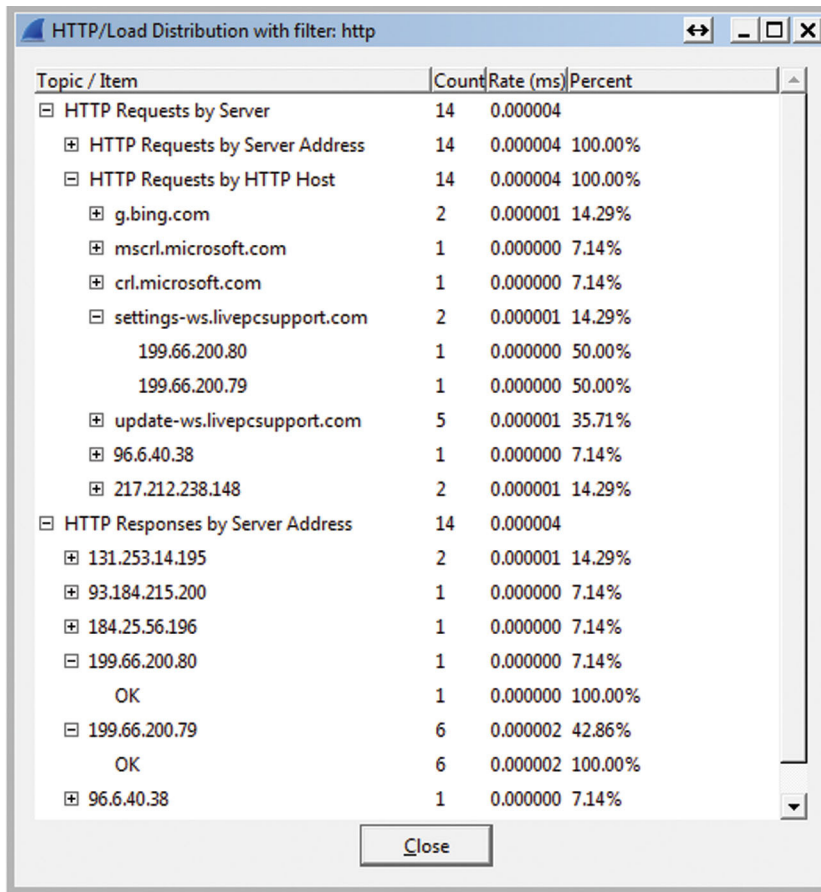 HTTP/Load Distribution with filter: http
Topic / Item Count Rate (ms) Percent
HTTP Requests by Server 14 0.000004
HTTP Requests by Server Address 14 0.000004 100.00%
HTTP Requests by HTTP Host 14 0.000004 100.00%
g.bing.com 2 0.000001 14.29%
mscrl.microsoft.com 1 0.000000 7.14%
crl.microsoft.com 1 0.000000 7.14%
settings-ws.livepcsupport.com 2 0.000001 14.29%
199.66.200.80 1 0.000000 50.00%
199.66.200.79 1 0.000000 50.00%
update-ws.livepcsupport.com 5 0.000001 35.71%
96.6.40.38 1 0.000000 7.14%
217.212.238.148 2 0.000001 14.29%
HTTP Responses by Server Address 14 0.000004
131.253.14.195 2 0.000001 14.29%
93.184.215.200 1 0.000000 7.14%
184.25.56.196 1 0.000000 7.14%
199.66.200.80 1 0.000000 7.14%
OK 1 0.000000 100.00%
199.66.200.79 6 0.000002 42.86%
OK 6 0.000002 100.00%
96.6.40.38 1 0.000000 7.14%
Close